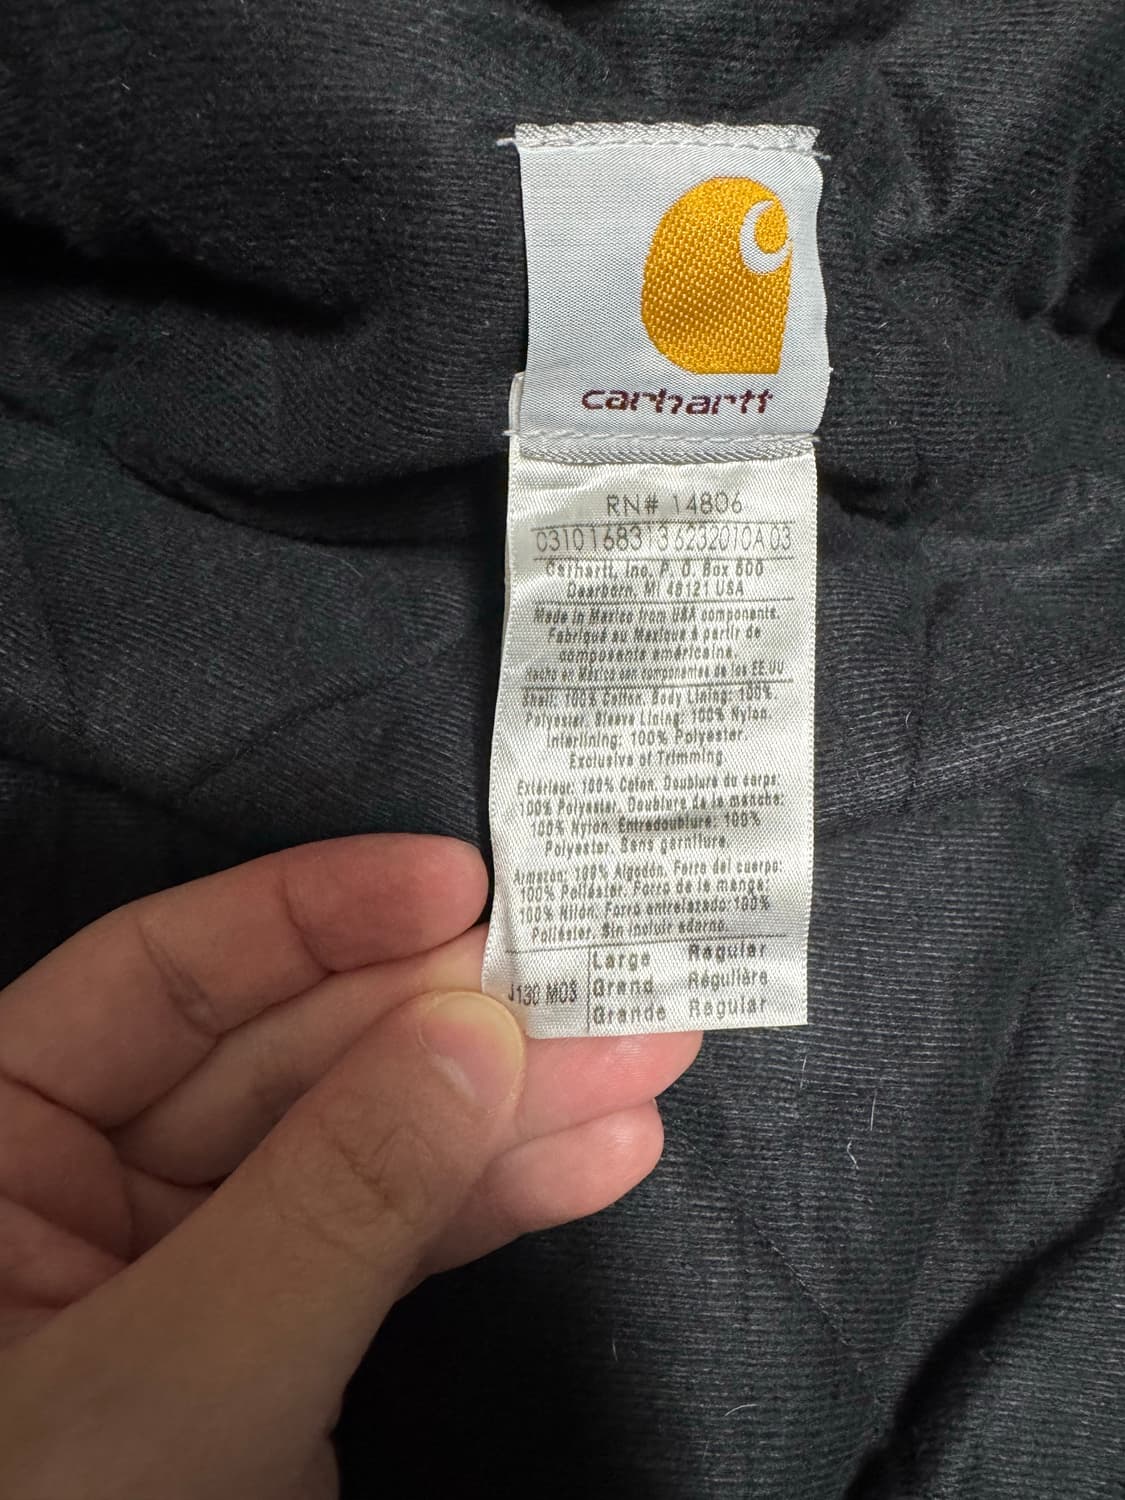 carhartt
RN# 14806
03101683136232010A 03
Carhartt, Inc. P. O. Box 600
Dearborn, MI 48121 USA
Made in Mexico from USA components.
Fabriqué au Mexique à partir de
composants américains.
Hecho en México con componentes de los EE.UU
Shell: 100% Cotton. Body Lining: 100%
Polyester. Sleeve Lining: 100% Nylon.
Interlining: 100% Polyester.
Exclusive of Trimming
Extérieur: 100% Coton. Doublure du corps:
100% Polyester. Doublure de la manche:
100% Nylon. Entredoublure: 100%
Polyester. Sans garniture.
Armazón: 100% Algodón. Forro del cuerpo:
100% Poliéster. Forro de la manga:
100% Nilon. Forro entrelazado: 100%
Poliéster. Sin incluir adorno.
J130 MOS
Large Regular
Grand Régulière
Grande Regular